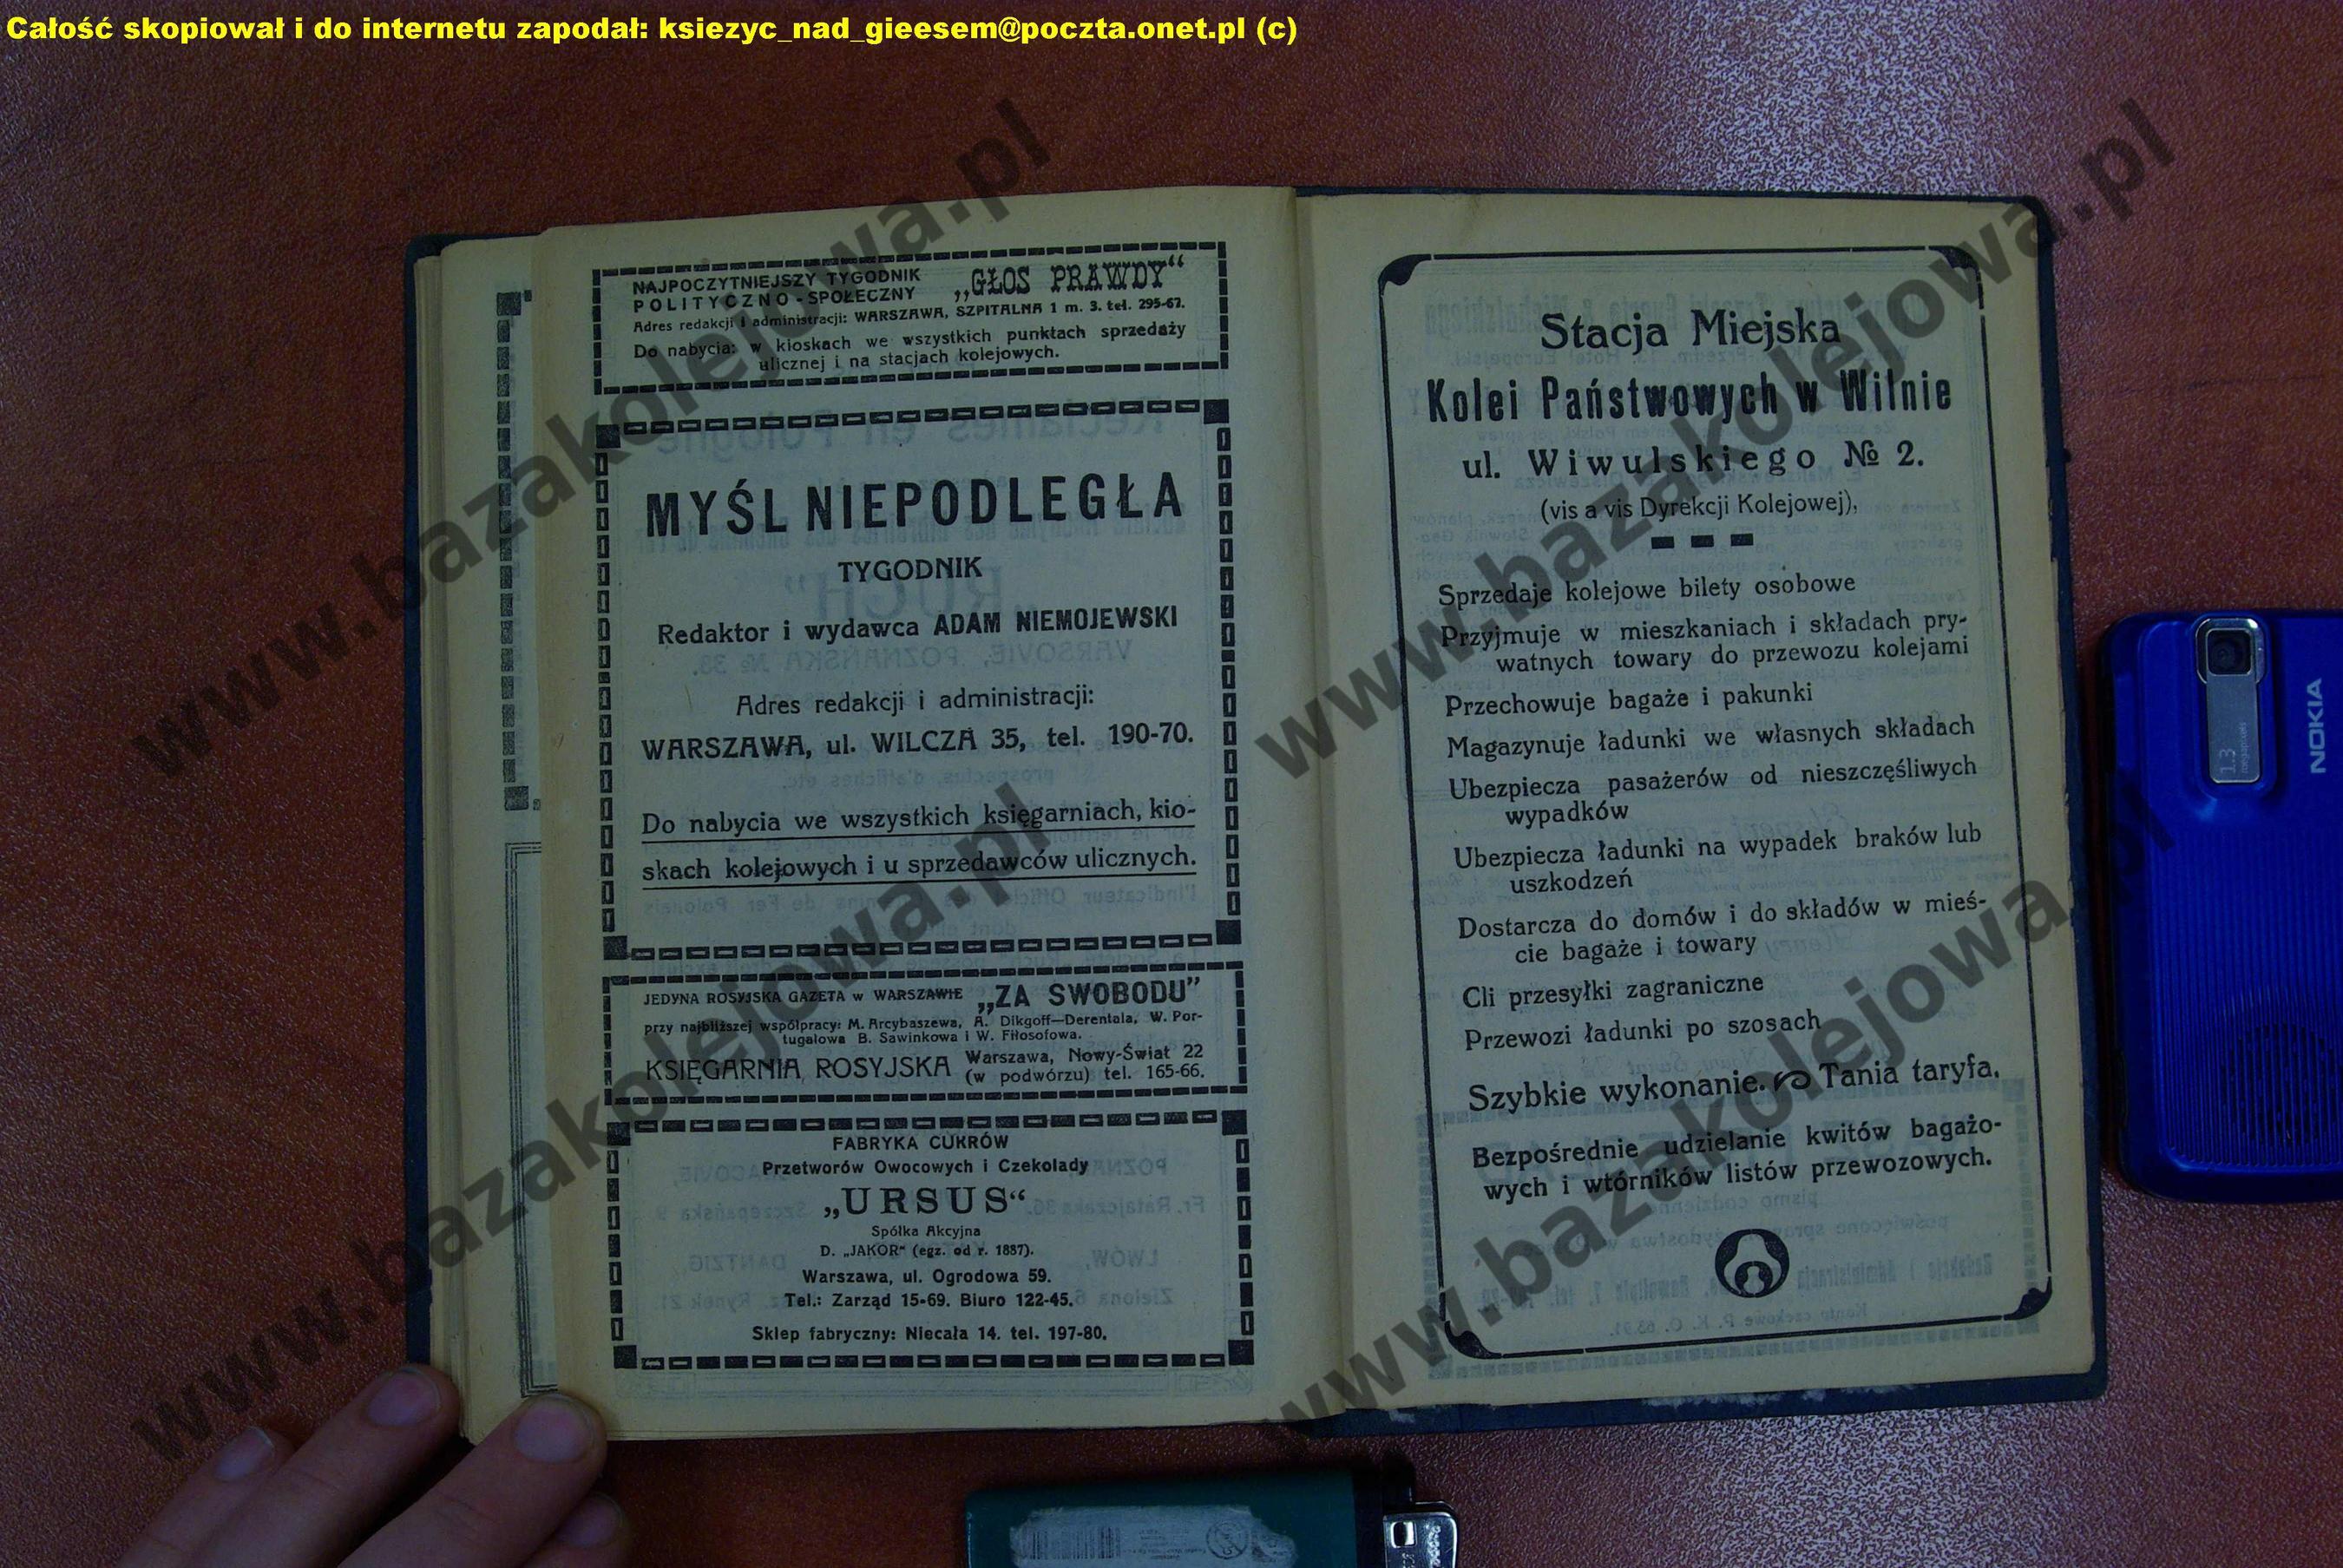 Całość skopiował i do internetu zapodał: ksiezyc_nad_gieesem@poczta.onet.pl (c)
NAJPOCZYTNIEJSZY TYGODNIK
POLITYCZNO-SPOŁECZNY „GŁOS PRAWDY“
Adres redakcji i administracji: WARSZAWA, SZPITALNA 1 m. 3. tel. 295-67.
Do nabycia: w kioskach we wszystkich punktach sprzedaży
ulicznej i na stacjach kolejowych.
MYŚL NIEPODLEGŁA
TYGODNIK
Redaktor i wydawca ADAM NIEMOJEWSKI
Adres redakcji i administracji:
WARSZAWA, ul. WILCZA 35, tel. 190-70.
Do nabycia we wszystkich księgarniach, kio-
skach kolejowych i u sprzedawców ulicznych.
JEDYNA ROSYJSKA GAZETA w WARSZAWIE „ZA SWOBODU”
przy najbliższej współpracy: M. Arcybaszewa, A. Dikgoff—Derentala, W. Por-
tugałowa B. Sawinkowa i W. Fiłosofowa.
KSIĘGARNIA ROSYJSKA Warszawa, Nowy-Świat 22
(w podwórzu) tel. 165-66.
FABRYKA CUKRÓW
Przetworów Owocowych i Czekolady
„URSUS“
Spółka Akcyjna
D. „JAKOR“ (egz. od r. 1887).
Warszawa, ul. Ogrodowa 59.
Tel.: Zarząd 15-69. Biuro 122-45.
Sklep fabryczny: Niecała 14. tel. 197-80.
Stacja Miejska
Kolei Państwowych w Wilnie
ul. Wiwulskiego № 2.
(vis a vis Dyrekcji Kolejowej),
Sprzedaje kolejowe bilety osobowe
Przyjmuje w mieszkaniach i składach pry-
watnych towary do przewozu kolejami
Przechowuje bagaże i pakunki
Magazynuje ładunki we własnych składach
Ubezpiecza pasażerów od nieszczęśliwych
wypadków
Ubezpiecza ładunki na wypadek braków lub
uszkodzeń
Dostarcza do domów i do składów w mieś-
cie bagaże i towary
Cli przesyłki zagraniczne
Przewozi ładunki po szosach
Szybkie wykonanie. Tania taryfa.
Bezpośrednie udzielanie kwitów bagażo-
wych i wtórników listów przewozowych.
NOKIA
1.3
www.bazakolejowa.pl
www.bazakolejowa.pl
www.bazakolejowa.pl
www.bazakolejowa.pl